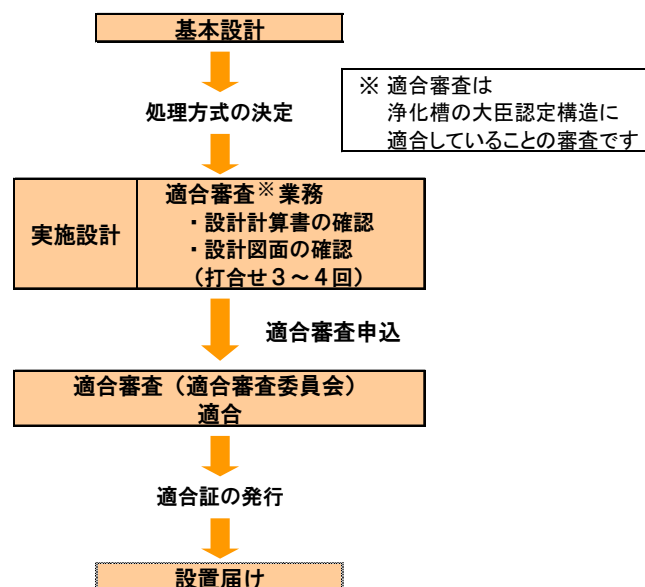 基本設計
処理方式の決定
※ 適合審査は
浄化槽の大臣認定構造に
適合していることの審査です
実施設計
適合審査※業務
・設計計算書の確認
・設計図面の確認
（打合せ３～４回）
適合審査申込
適合審査（適合審査委員会）
適合
適合証の発行
設置届け